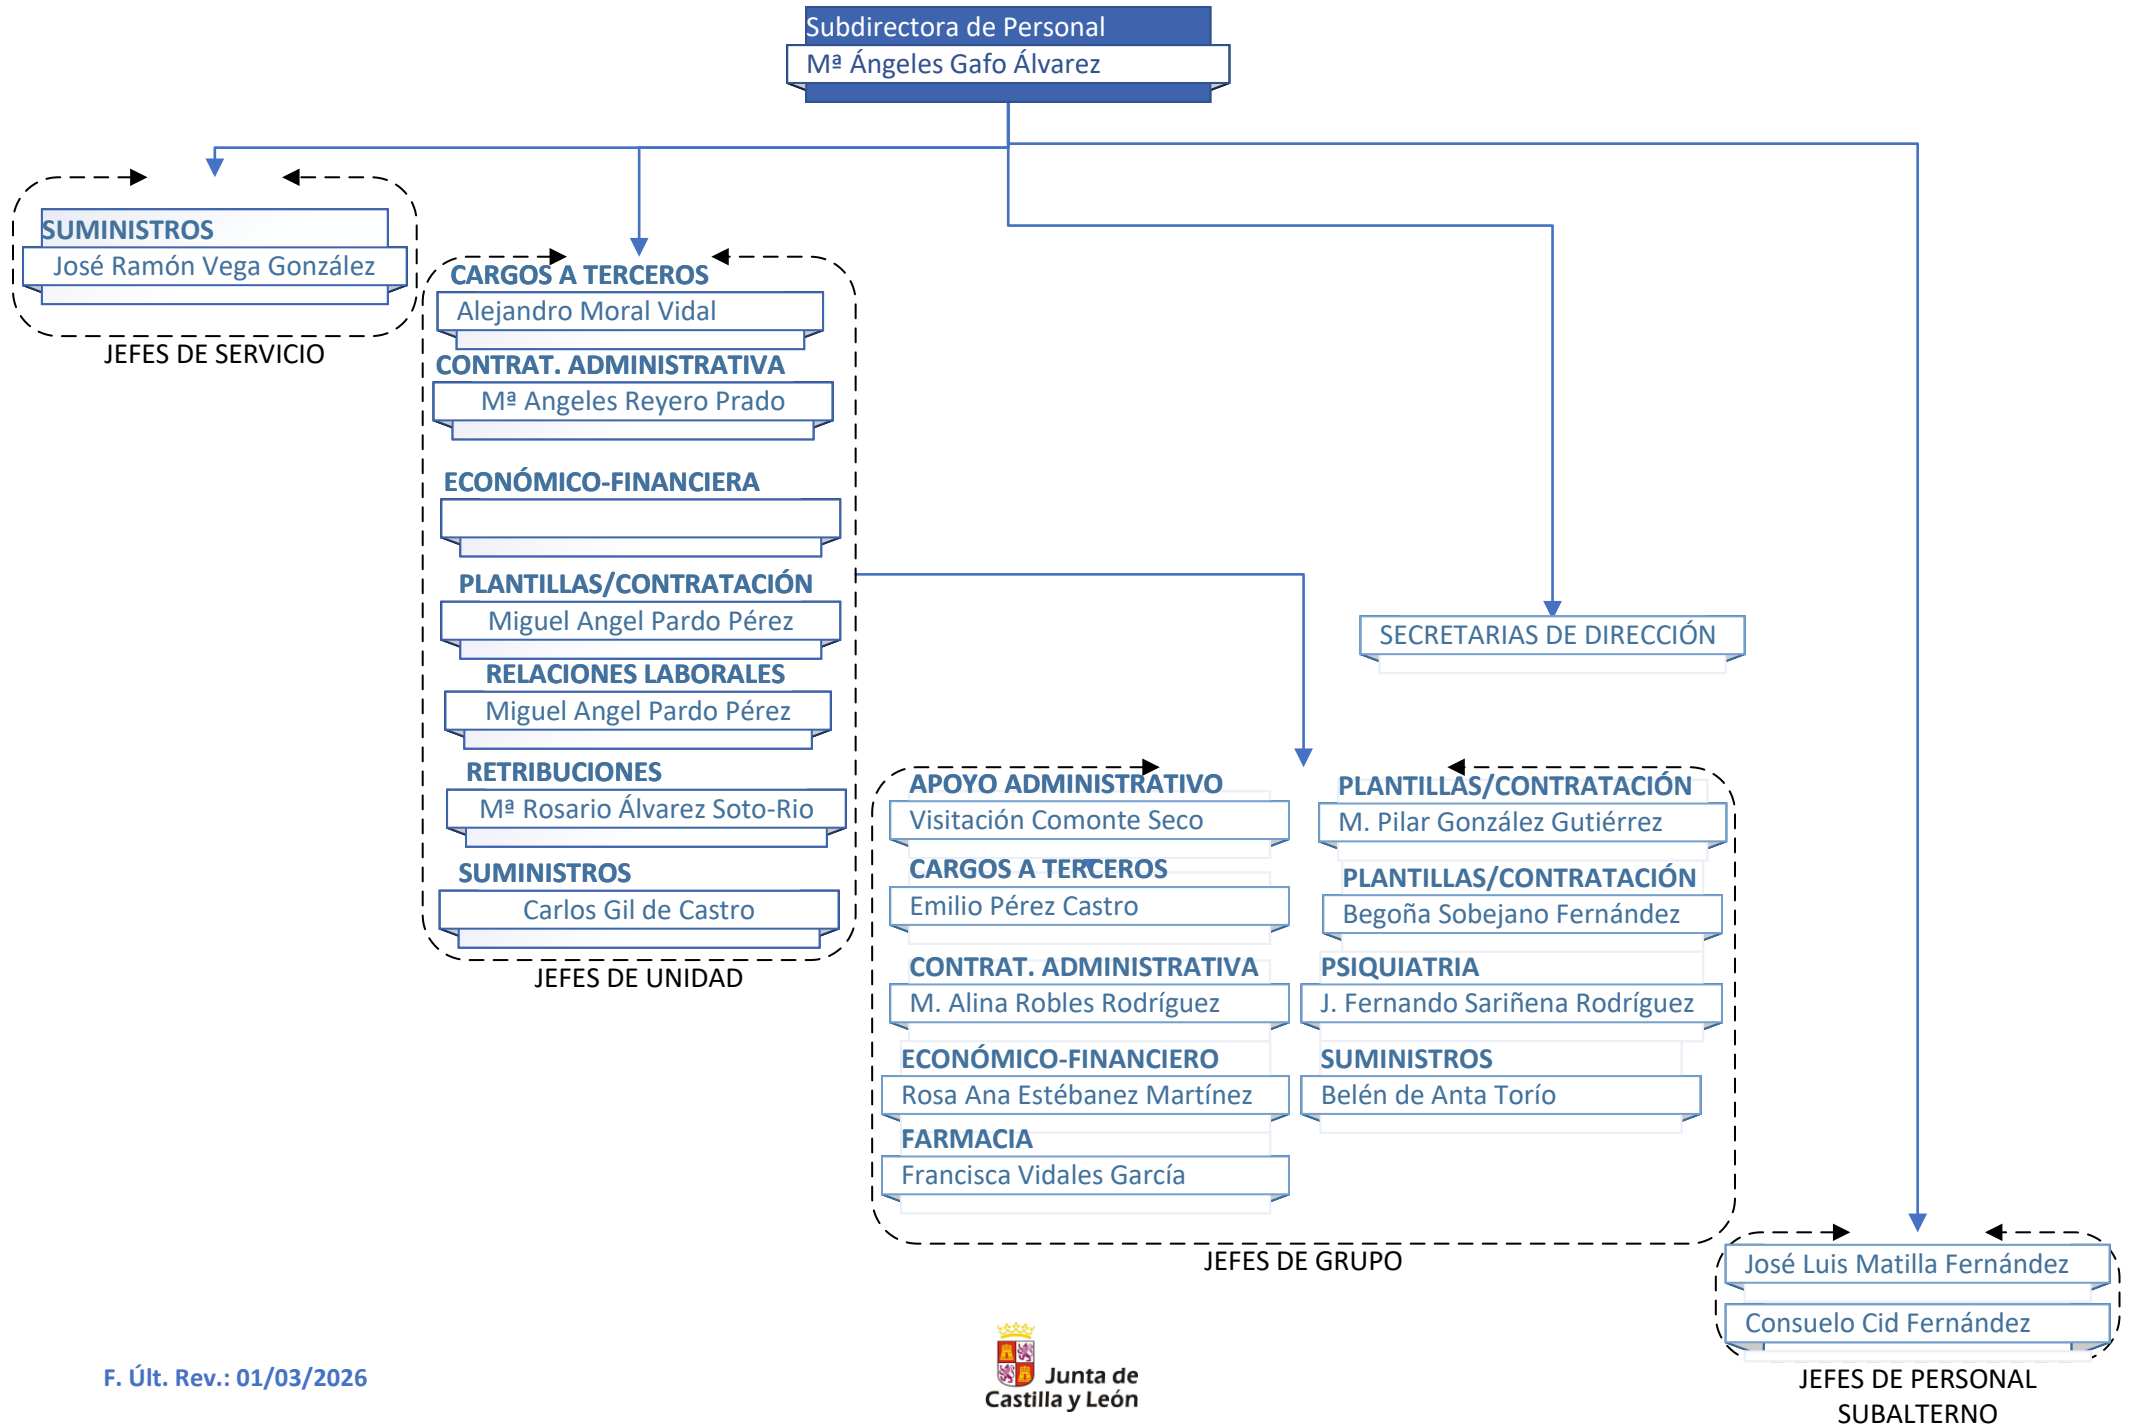 Subdirectora de Personal
Mª Ángeles Gafo Álvarez
SUMINISTROS
José Ramón Vega González
JEFES DE SERVICIO
CARGOS A TERCEROS
Alejandro Moral Vidal
CONTRAT. ADMINISTRATIVA
Mª Angeles Reyero Prado
ECONÓMICO-FINANCIERA
PLANTILLAS/CONTRATACIÓN
Miguel Angel Pardo Pérez
RELACIONES LABORALES
Miguel Angel Pardo Pérez
RETRIBUCIONES
Mª Rosario Álvarez Soto-Rio
SUMINISTROS
Carlos Gil de Castro
JEFES DE UNIDAD
SECRETARIAS DE DIRECCIÓN
APOYO ADMINISTRATIVO
Visitación Comonte Seco
CARGOS A TERCEROS
Emilio Pérez Castro
CONTRAT. ADMINISTRATIVA
M. Alina Robles Rodríguez
ECONÓMICO-FINANCIERO
Rosa Ana Estébanez Martínez
FARMACIA
Francisca Vidales García
PLANTILLAS/CONTRATACIÓN
M. Pilar González Gutiérrez
PLANTILLAS/CONTRATACIÓN
Begoña Sobejano Fernández
PSIQUIATRIA
J. Fernando Sariñena Rodríguez
SUMINISTROS
Belén de Anta Torío
JEFES DE GRUPO
José Luis Matilla Fernández
Consuelo Cid Fernández
JEFES DE PERSONAL
SUBALTERNO
F. Últ. Rev.: 01/03/2026
Junta de
Castilla y León